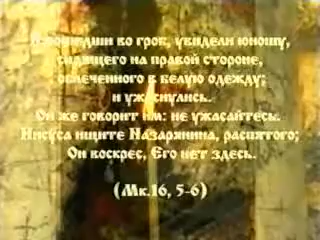 вошедши во гроб, увидели юношу,
сидящего на правой стороне,
облеченного в белую одежду;
и ужаснулись.
Он же говорит им: не ужасайтесь.
Иисуса ищите Назарянина, распятого;
Он воскрес, Его нет здесь.
(Мк.16, 5-6)